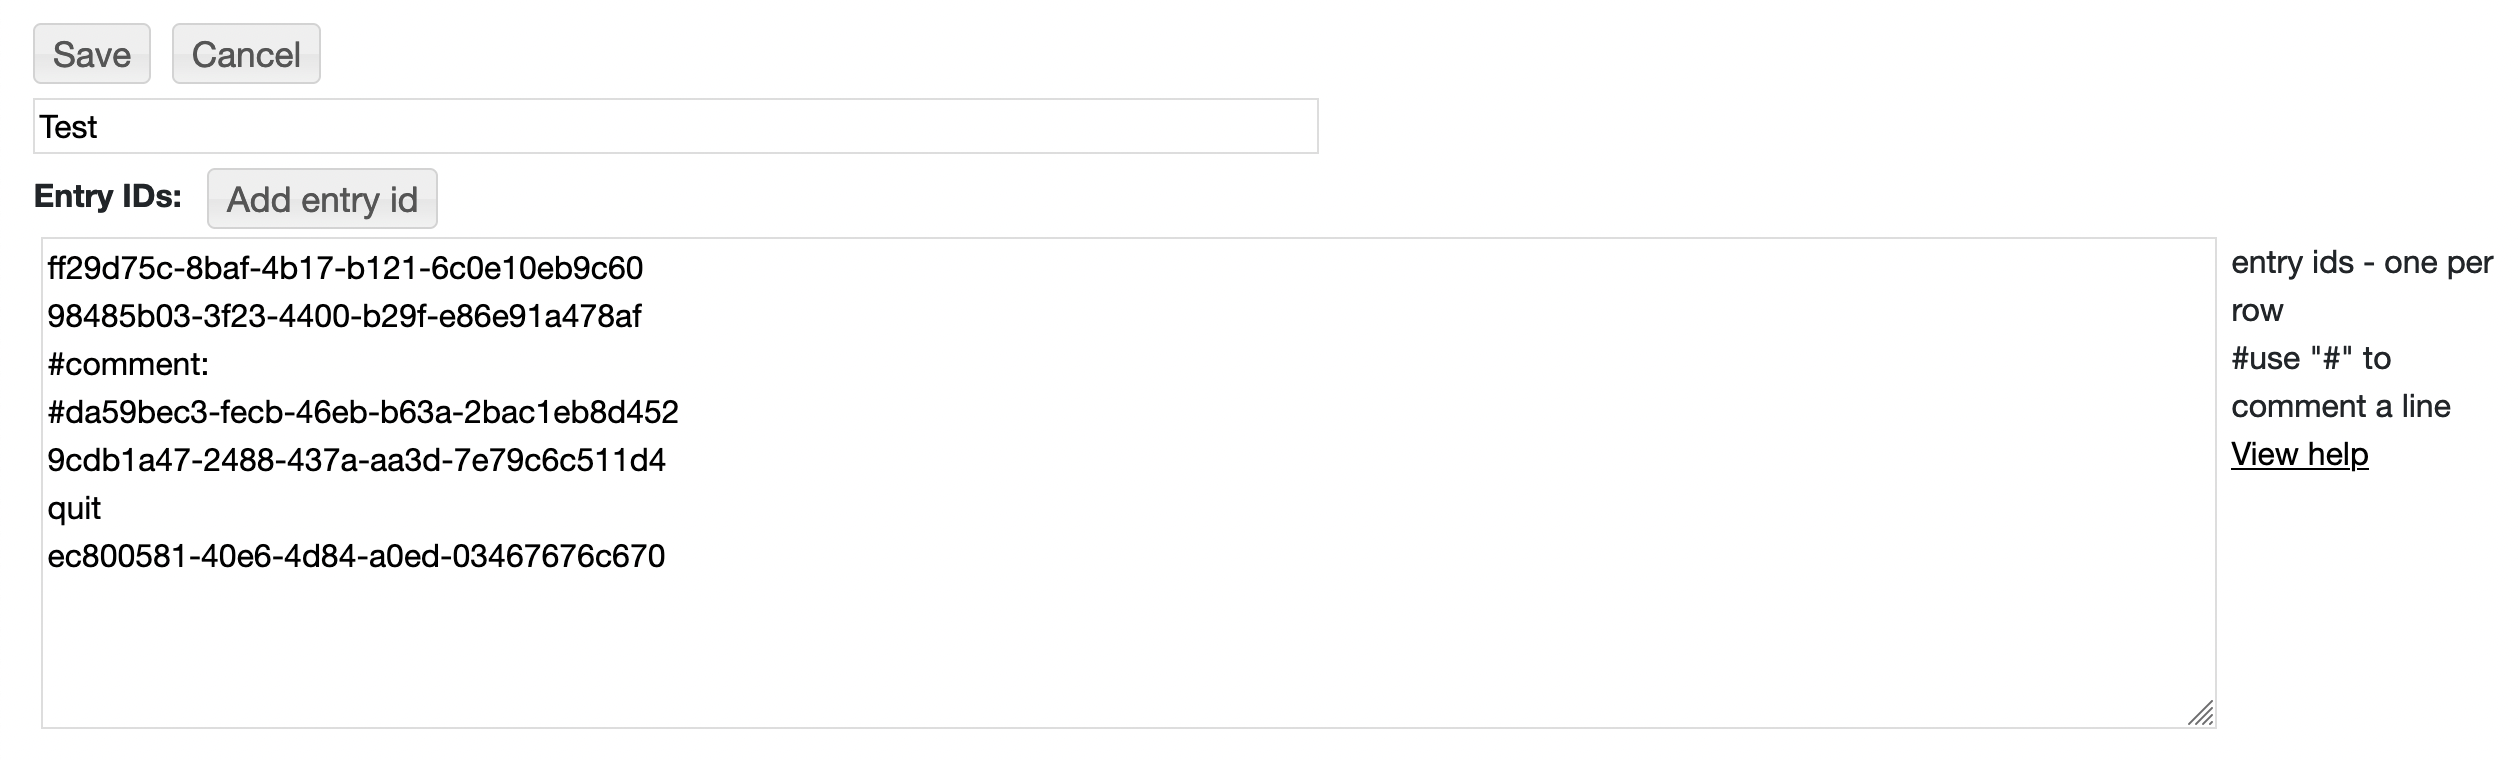 Save Cancel
Test
Entry IDs: Add entry id
ff29d75c-8baf-4b17-b121-6c0e10eb9c60
98485b03-3f23-4400-b29f-e86e91a478af
#comment:
#da59bec3-fecb-46eb-b63a-2bac1eb8d452
9cdb1a47-2488-437a-aa3d-7e79c6c511d4
quit
ec800581-40e6-4d84-a0ed-03467676c670
entry ids - one per
row
#use "#" to
comment a line
View help